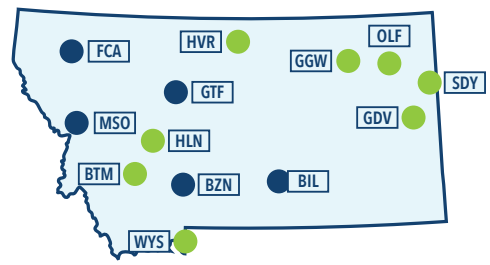 OLF
HVR
FCA
GGW
SDY
GTF
GDV
MSO
HLN
BTM
BZN
BIL
WYS